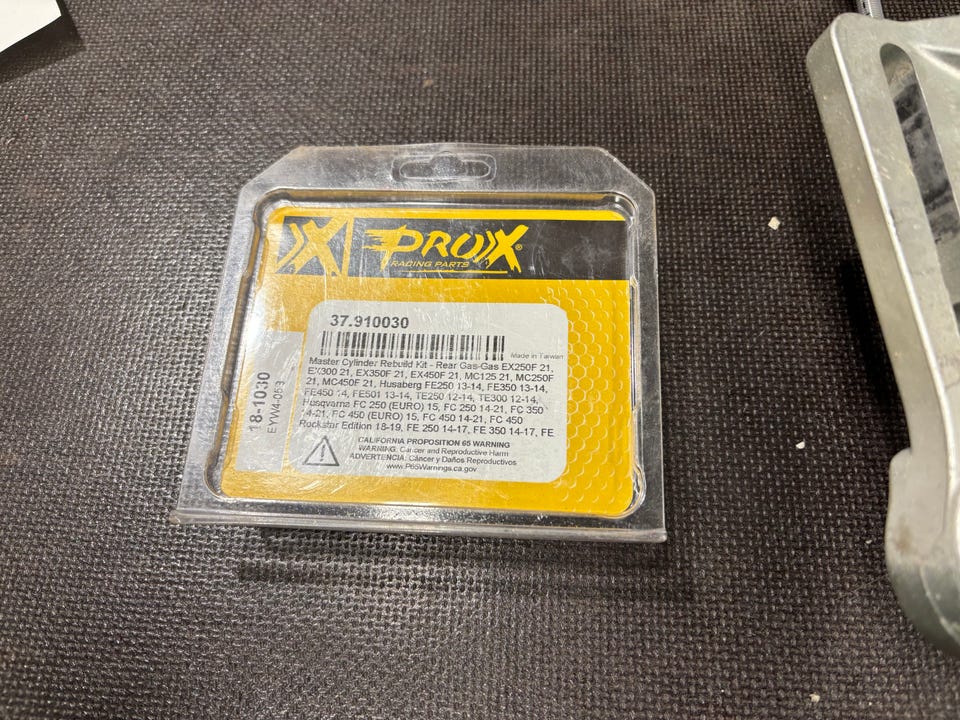 PROX®
RACING PARTS
37.910030
Made in Taiwan
Master Cylinder Rebuild Kit - Rear Gas-Gas EX250F 21,
EX300 21, EX350F 21, EX450F 21, MC125 21, MC250F
21, MC450F 21, Husaberg FE250 13-14, FE350 13-14,
FE450 14, FE501 13-14, TE250 12-14, TE300 12-14,
Husqvarna FC 250 (EURO) 15, FC 250 14-21, FC 350
14-21, FC 450 (EURO) 15, FC 450 14-21, FC 450
Rockstar Edition 18-19, FE 250 14-17, FE 350 14-17, FE
CALIFORNIA PROPOSITION 65 WARNING
WARNING: Cancer and Reproductive Harm
ADVERTENCIA: Cáncer y Daños Reproductivos
www.P65Warnings.ca.gov
18-1030